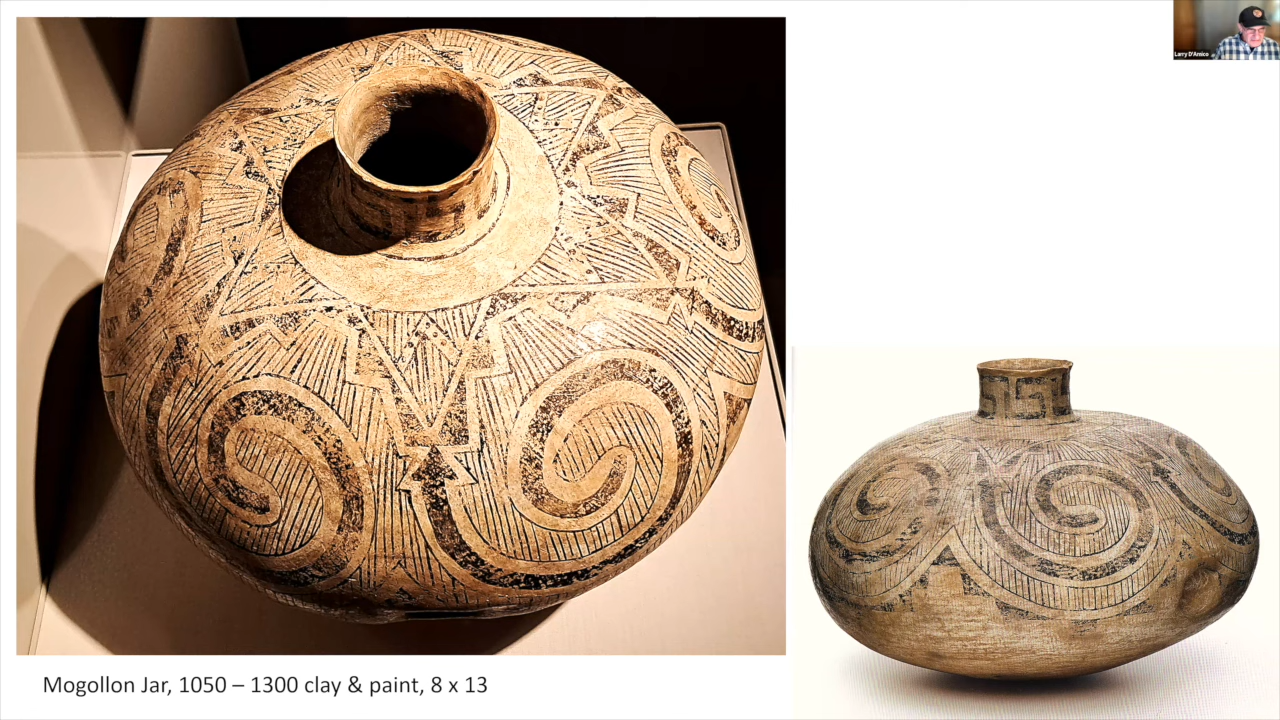 Larry D'Amico
Mogollon Jar, 1050 – 1300 clay & paint, 8 x 13